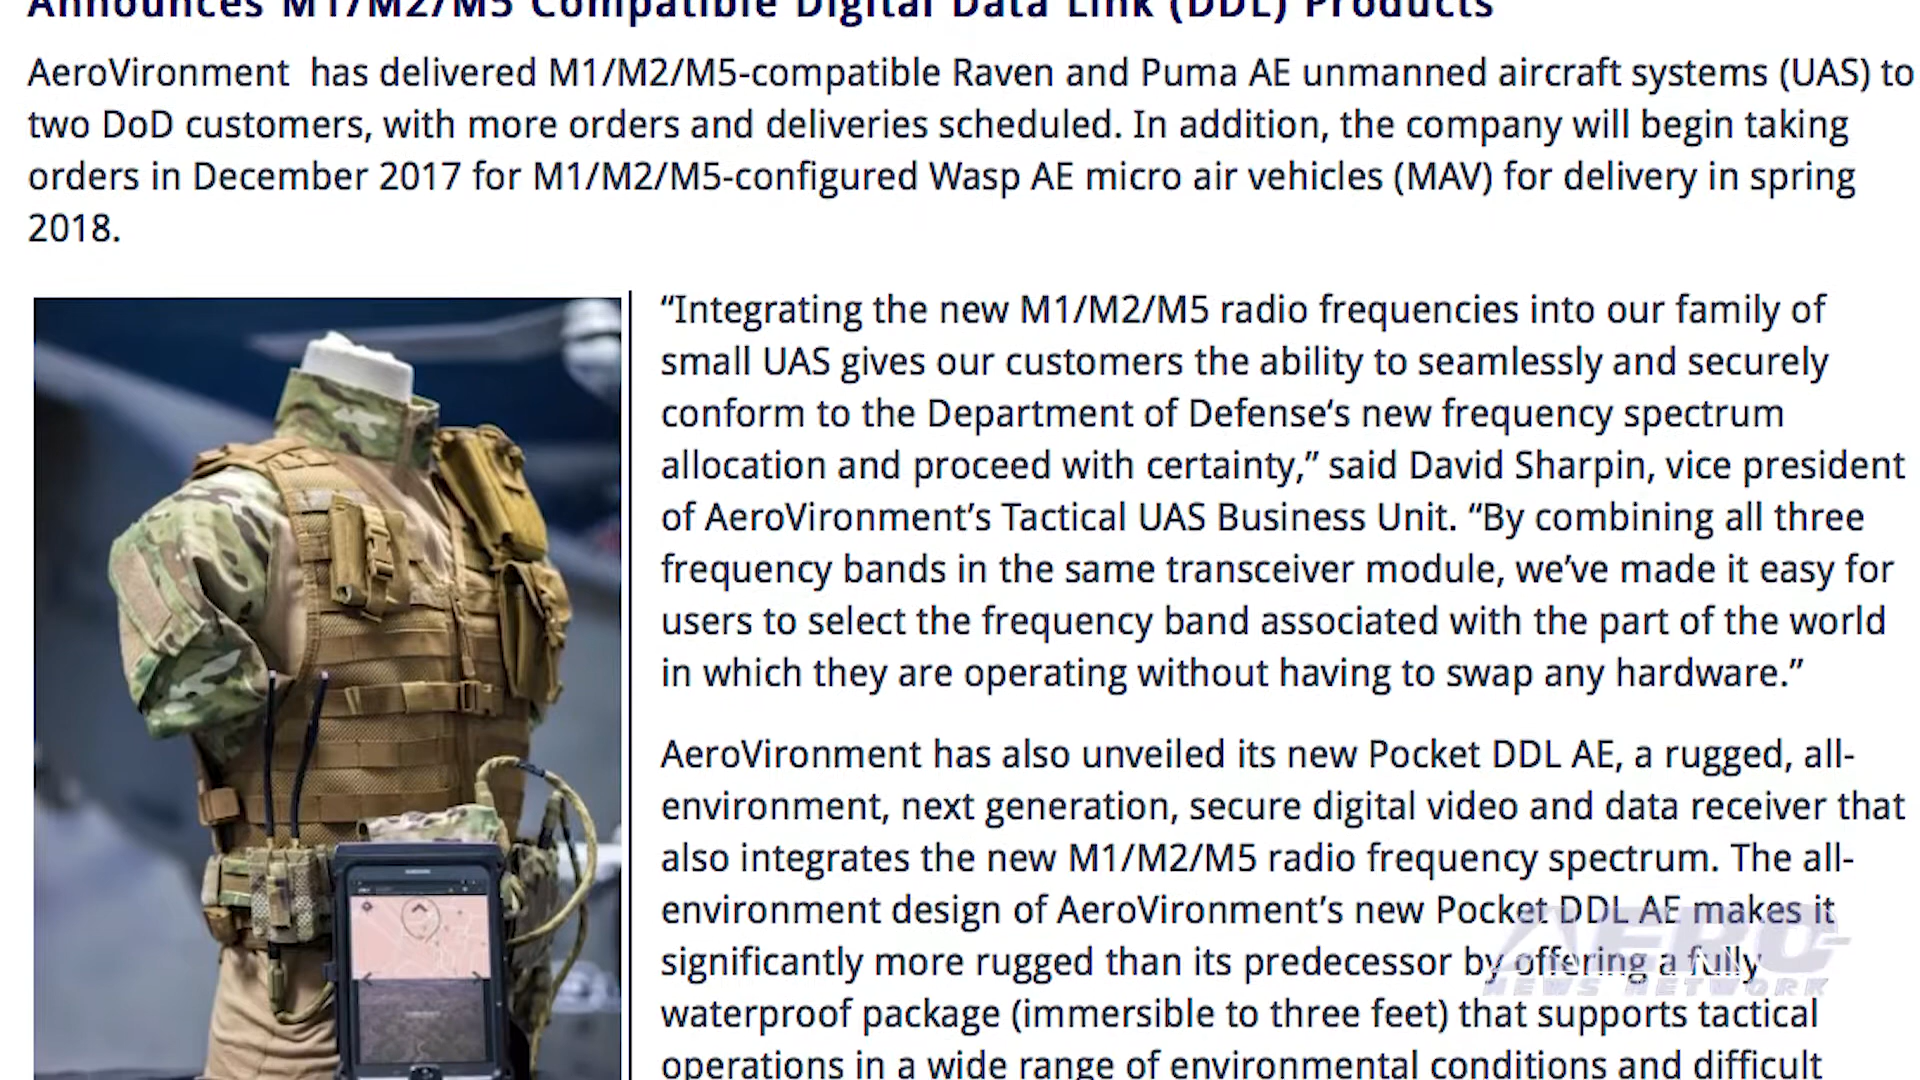 Announces M1/M2/M5 Compatible Digital Data Link (DDL) Products
AeroVironment has delivered M1/M2/M5-compatible Raven and Puma AE unmanned aircraft systems (UAS) to
two DoD customers, with more orders and deliveries scheduled. In addition, the company will begin taking
orders in December 2017 for M1/M2/M5-configured Wasp AE micro air vehicles (MAV) for delivery in spring
2018.
“Integrating the new M1/M2/M5 radio frequencies into our family of
small UAS gives our customers the ability to seamlessly and securely
conform to the Department of Defense‘s new frequency spectrum
allocation and proceed with certainty,” said David Sharpin, vice president
of AeroVironment’s Tactical UAS Business Unit. “By combining all three
frequency bands in the same transceiver module, we’ve made it easy for
users to select the frequency band associated with the part of the world
in which they are operating without having to swap any hardware.”
AeroVironment has also unveiled its new Pocket DDL AE, a rugged, all-
environment, next generation, secure digital video and data receiver that
also integrates the new M1/M2/M5 radio frequency spectrum. The all-
environment design of AeroVironment’s new Pocket DDL AE makes it
significantly more rugged than its predecessor by offering a fully
waterproof package (immersible to three feet) that supports tactical
operations in a wide range of environmental conditions and difficult
AERO
NEWS NETWORK